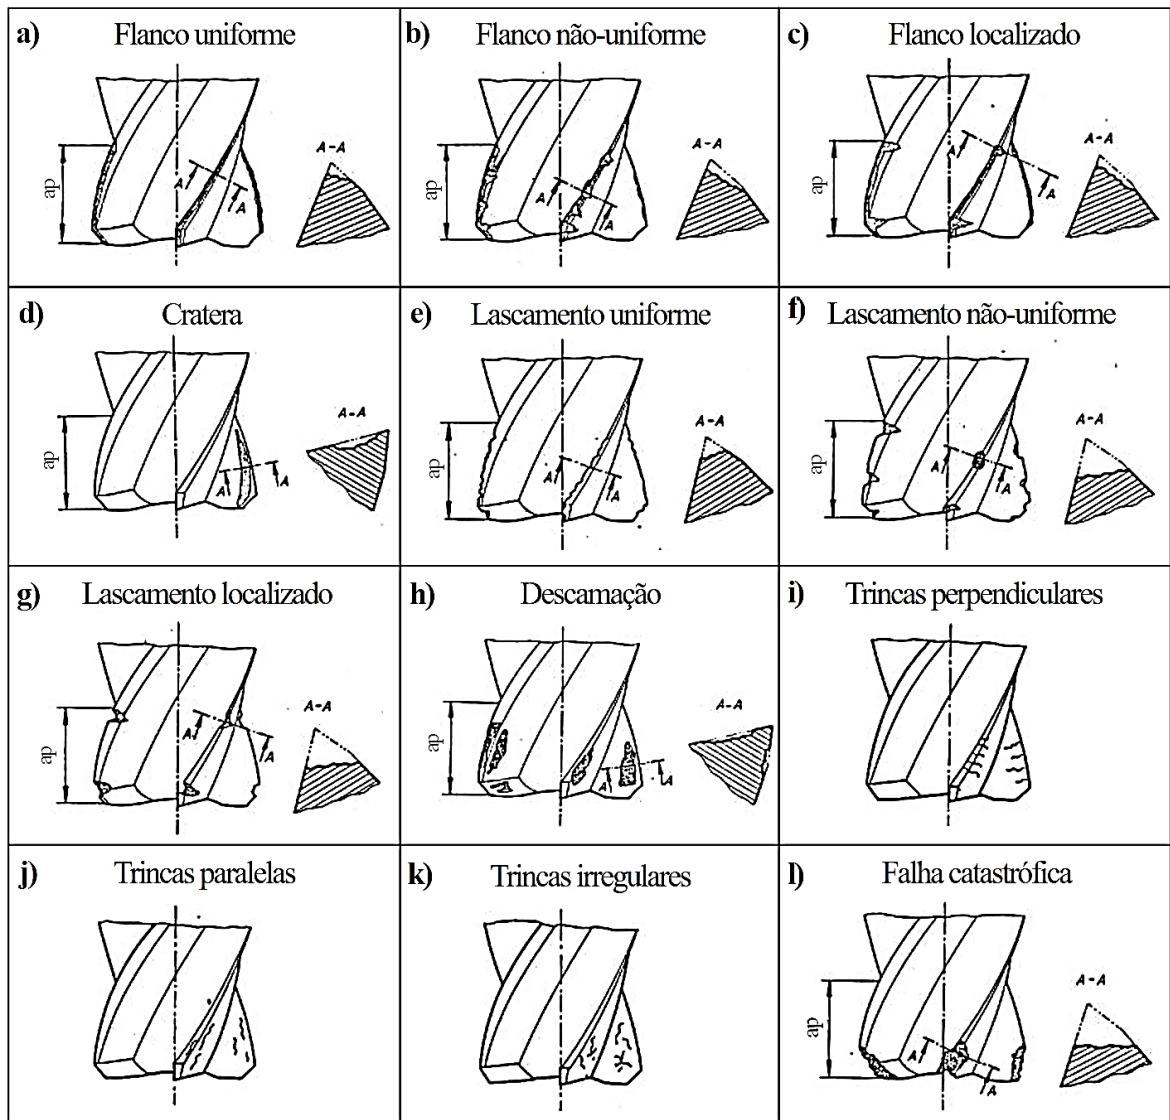 a) Flanco uniforme
A-A
ap
A
A
b) Flanco não-uniforme
A-A
ap
A
A
c) Flanco localizado
A-A
ap
A
A
d) Cratera
A-A
ap
A
A
e) Lascamento uniforme
A-A
ap
A
A
f) Lascamento não-uniforme
A-A
ap
A
A
g) Lascamento localizado
A-A
ap
A
A
h) Descamação
A-A
ap
A
A
i) Trincas perpendiculares
j) Trincas paralelas
k) Trincas irregulares
l) Falha catastrófica
A-A
ap
A
A